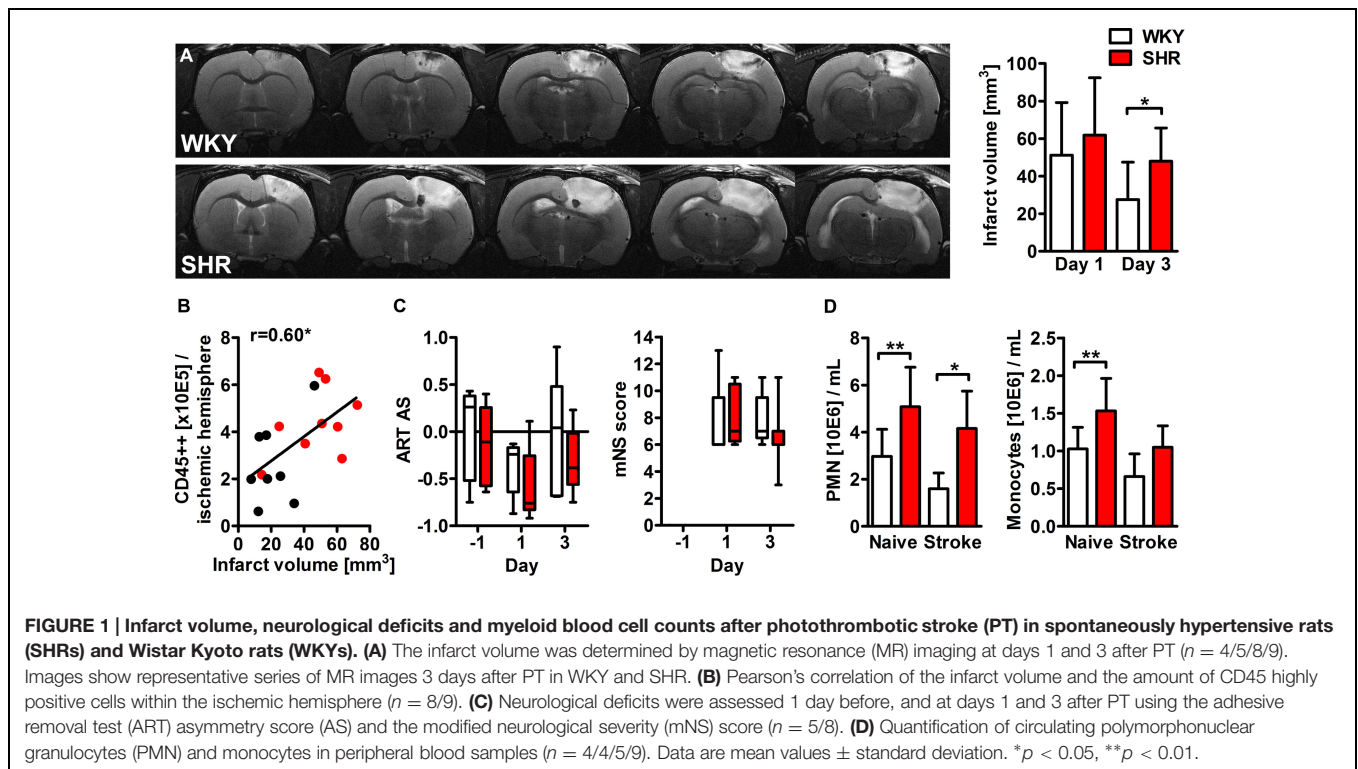 A
WKY
SHR
WKY
SHR
Infarct volume [mm³]
100
80
60
40
20
0
*
Day 1 Day 3
B
r=0.60*
CD45++ [x10E5] /
ischemic hemisphere
8
6
4
2
0
0 20 40 60 80
Infarct volume [mm³]
C
ART AS
1.0
0.5
0.0
-0.5
-1.0
-1 1 3
Day
mNS score
14
12
10
8
6
4
2
0
-1 1 3
Day
D
PMN [10E6] / mL
8
6
4
2
0
** *
Naive Stroke
Monocytes [10E6] / mL
2.5
2.0
1.5
1.0
0.5
0.0
**
Naive Stroke
FIGURE 1 | Infarct volume, neurological deficits and myeloid blood cell counts after photothrombotic stroke (PT) in spontaneously hypertensive rats
(SHRs) and Wistar Kyoto rats (WKYs). (A) The infarct volume was determined by magnetic resonance (MR) imaging at days 1 and 3 after PT (n = 4/5/8/9).
Images show representative series of MR images 3 days after PT in WKY and SHR. (B) Pearson's correlation of the infarct volume and the amount of CD45 highly
positive cells within the ischemic hemisphere (n = 8/9). (C) Neurological deficits were assessed 1 day before, and at days 1 and 3 after PT using the adhesive
removal test (ART) asymmetry score (AS) and the modified neurological severity (mNS) score (n = 5/8). (D) Quantification of circulating polymorphonuclear
granulocytes (PMN) and monocytes in peripheral blood samples (n = 4/4/5/9). Data are mean values ± standard deviation. *p < 0.05, **p < 0.01.